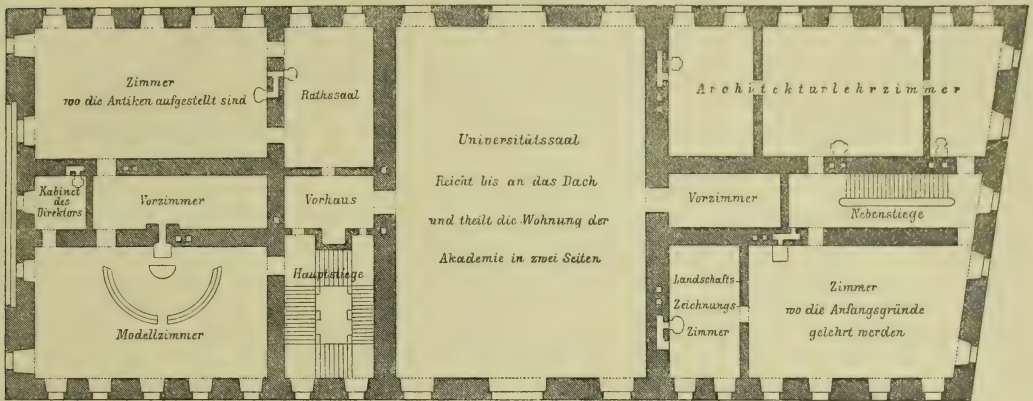 Zimmer
wo die Antiken aufgestellt sind
Rathssaal
Universitätssaal
Reicht bis an das Dach
und theilt die Wohnung der
Akademie in zwei Seiten
Architekturlehrzimmer
Kabinet
des
Direktors
Vorzimmer
Vorhaus
Vorzimmer
Nebenstiege
Modellzimmer
Hauptstiege
Landschafts-
Zeichnungs-
Zimmer
Zimmer
wo die Anfangsgründe
gelehrt werden